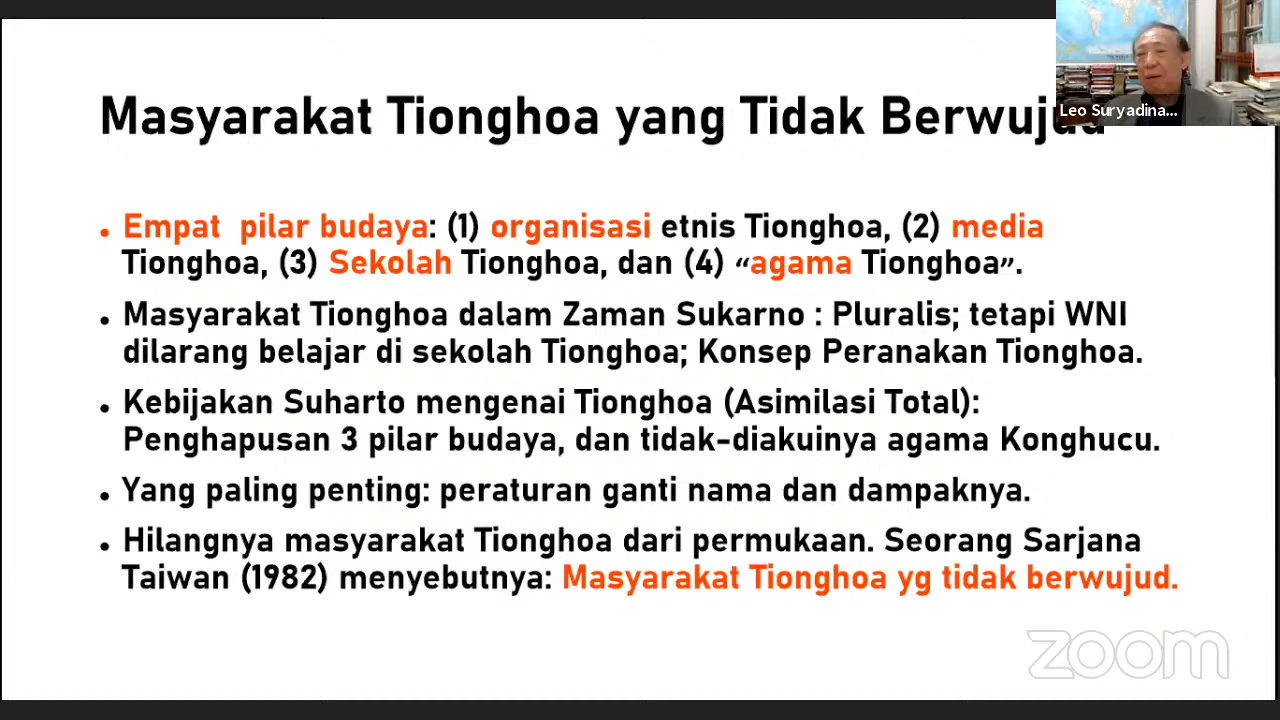 Masyarakat Tionghoa yang Tidak Berwujud
Leo Suryadina...
• Empat pilar budaya: (1) organisasi etnis Tionghoa, (2) media
Tionghoa, (3) Sekolah Tionghoa, dan (4) “agama Tionghoa”.
• Masyarakat Tionghoa dalam Zaman Sukarno : Pluralis; tetapi WNI
dilarang belajar di sekolah Tionghoa; Konsep Peranakan Tionghoa.
• Kebijakan Suharto mengenai Tionghoa (Asimilasi Total):
Penghapusan 3 pilar budaya, dan tidak-diakuinya agama Konghucu.
• Yang paling penting: peraturan ganti nama dan dampaknya.
• Hilangnya masyarakat Tionghoa dari permukaan. Seorang Sarjana
Taiwan (1982) menyebutnya: Masyarakat Tionghoa yg tidak berwujud.
zoom